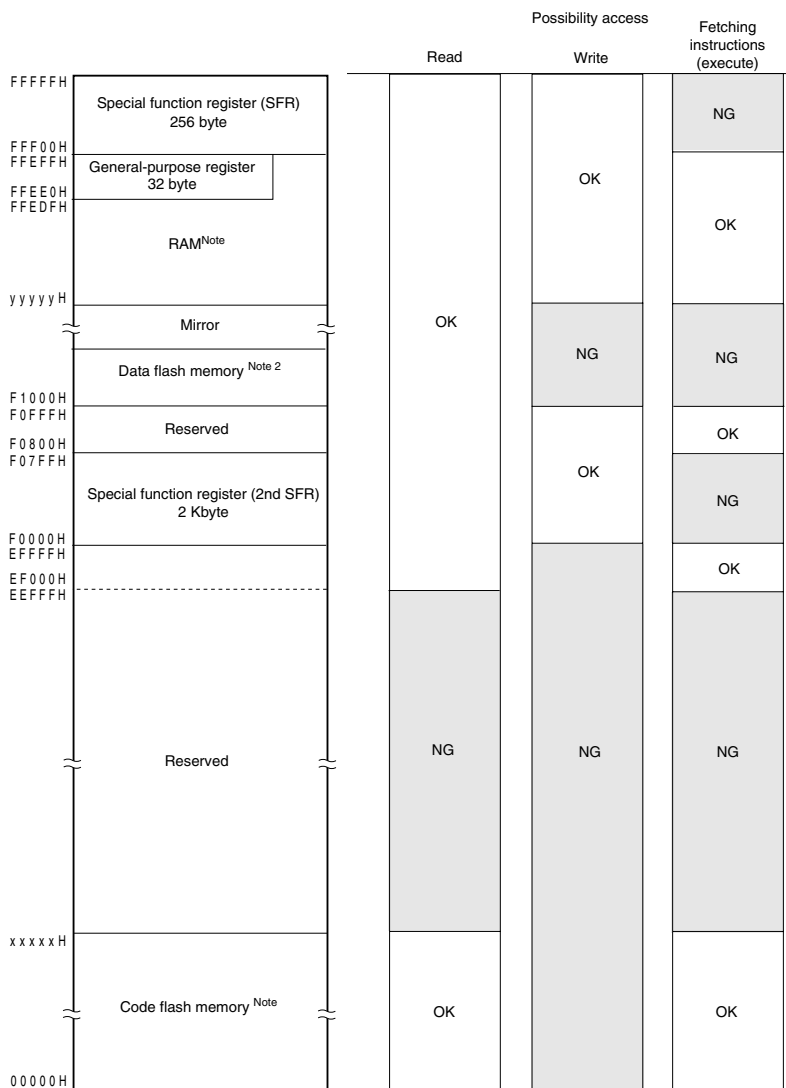 Possibility access
Read
Write
Fetching
instructions
(execute)
FFFFFH
Special function register (SFR)
256 byte
NG
FFF00H
FFEFFH
General-purpose register
32 byte
OK
FFEE0H
FFEDFH
OK
RAM Note
yyyyyH
Mirror
OK
NG
NG
Data flash memory Note 2
F1000H
F0FFFH
Reserved
OK
F0800H
F07FFH
OK
Special function register (2nd SFR)
2 Kbyte
NG
F0000H
EFFFFH
OK
EF000H
EEFFFH
Reserved
NG
NG
NG
xxxxxH
Code flash memory Note
OK
OK
00000H